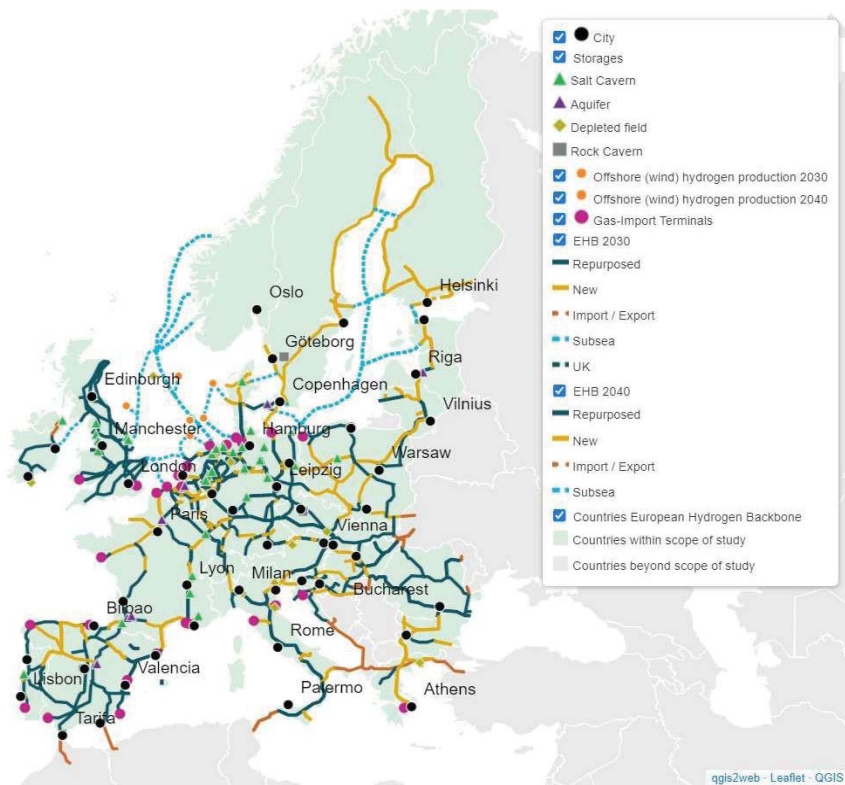 City
Storages
Salt Cavern
Aquifer
Depleted field
Rock Cavern
Offshore (wind) hydrogen production 2030
Offshore (wind) hydrogen production 2040
Gas-Import Terminals
EHB 2030
Repurposed
New
Import / Export
Subsea
UK
EHB 2040
Repurposed
New
Import / Export
Subsea
Countries European Hydrogen Backbone
Countries within scope of study
Countries beyond scope of study
Helsinki
Oslo
Göteborg
Riga
Edinburgh
Copenhagen
Vilnius
Manchester
Hamburg
Warsaw
London
Leipzig
Paris
Vienna
Lyon
Milan
Bucharest
Bilbao
Rome
Valencia
Lisbon
Palermo
Athens
Tarifa
qgis2web · Leaflet · QGIS